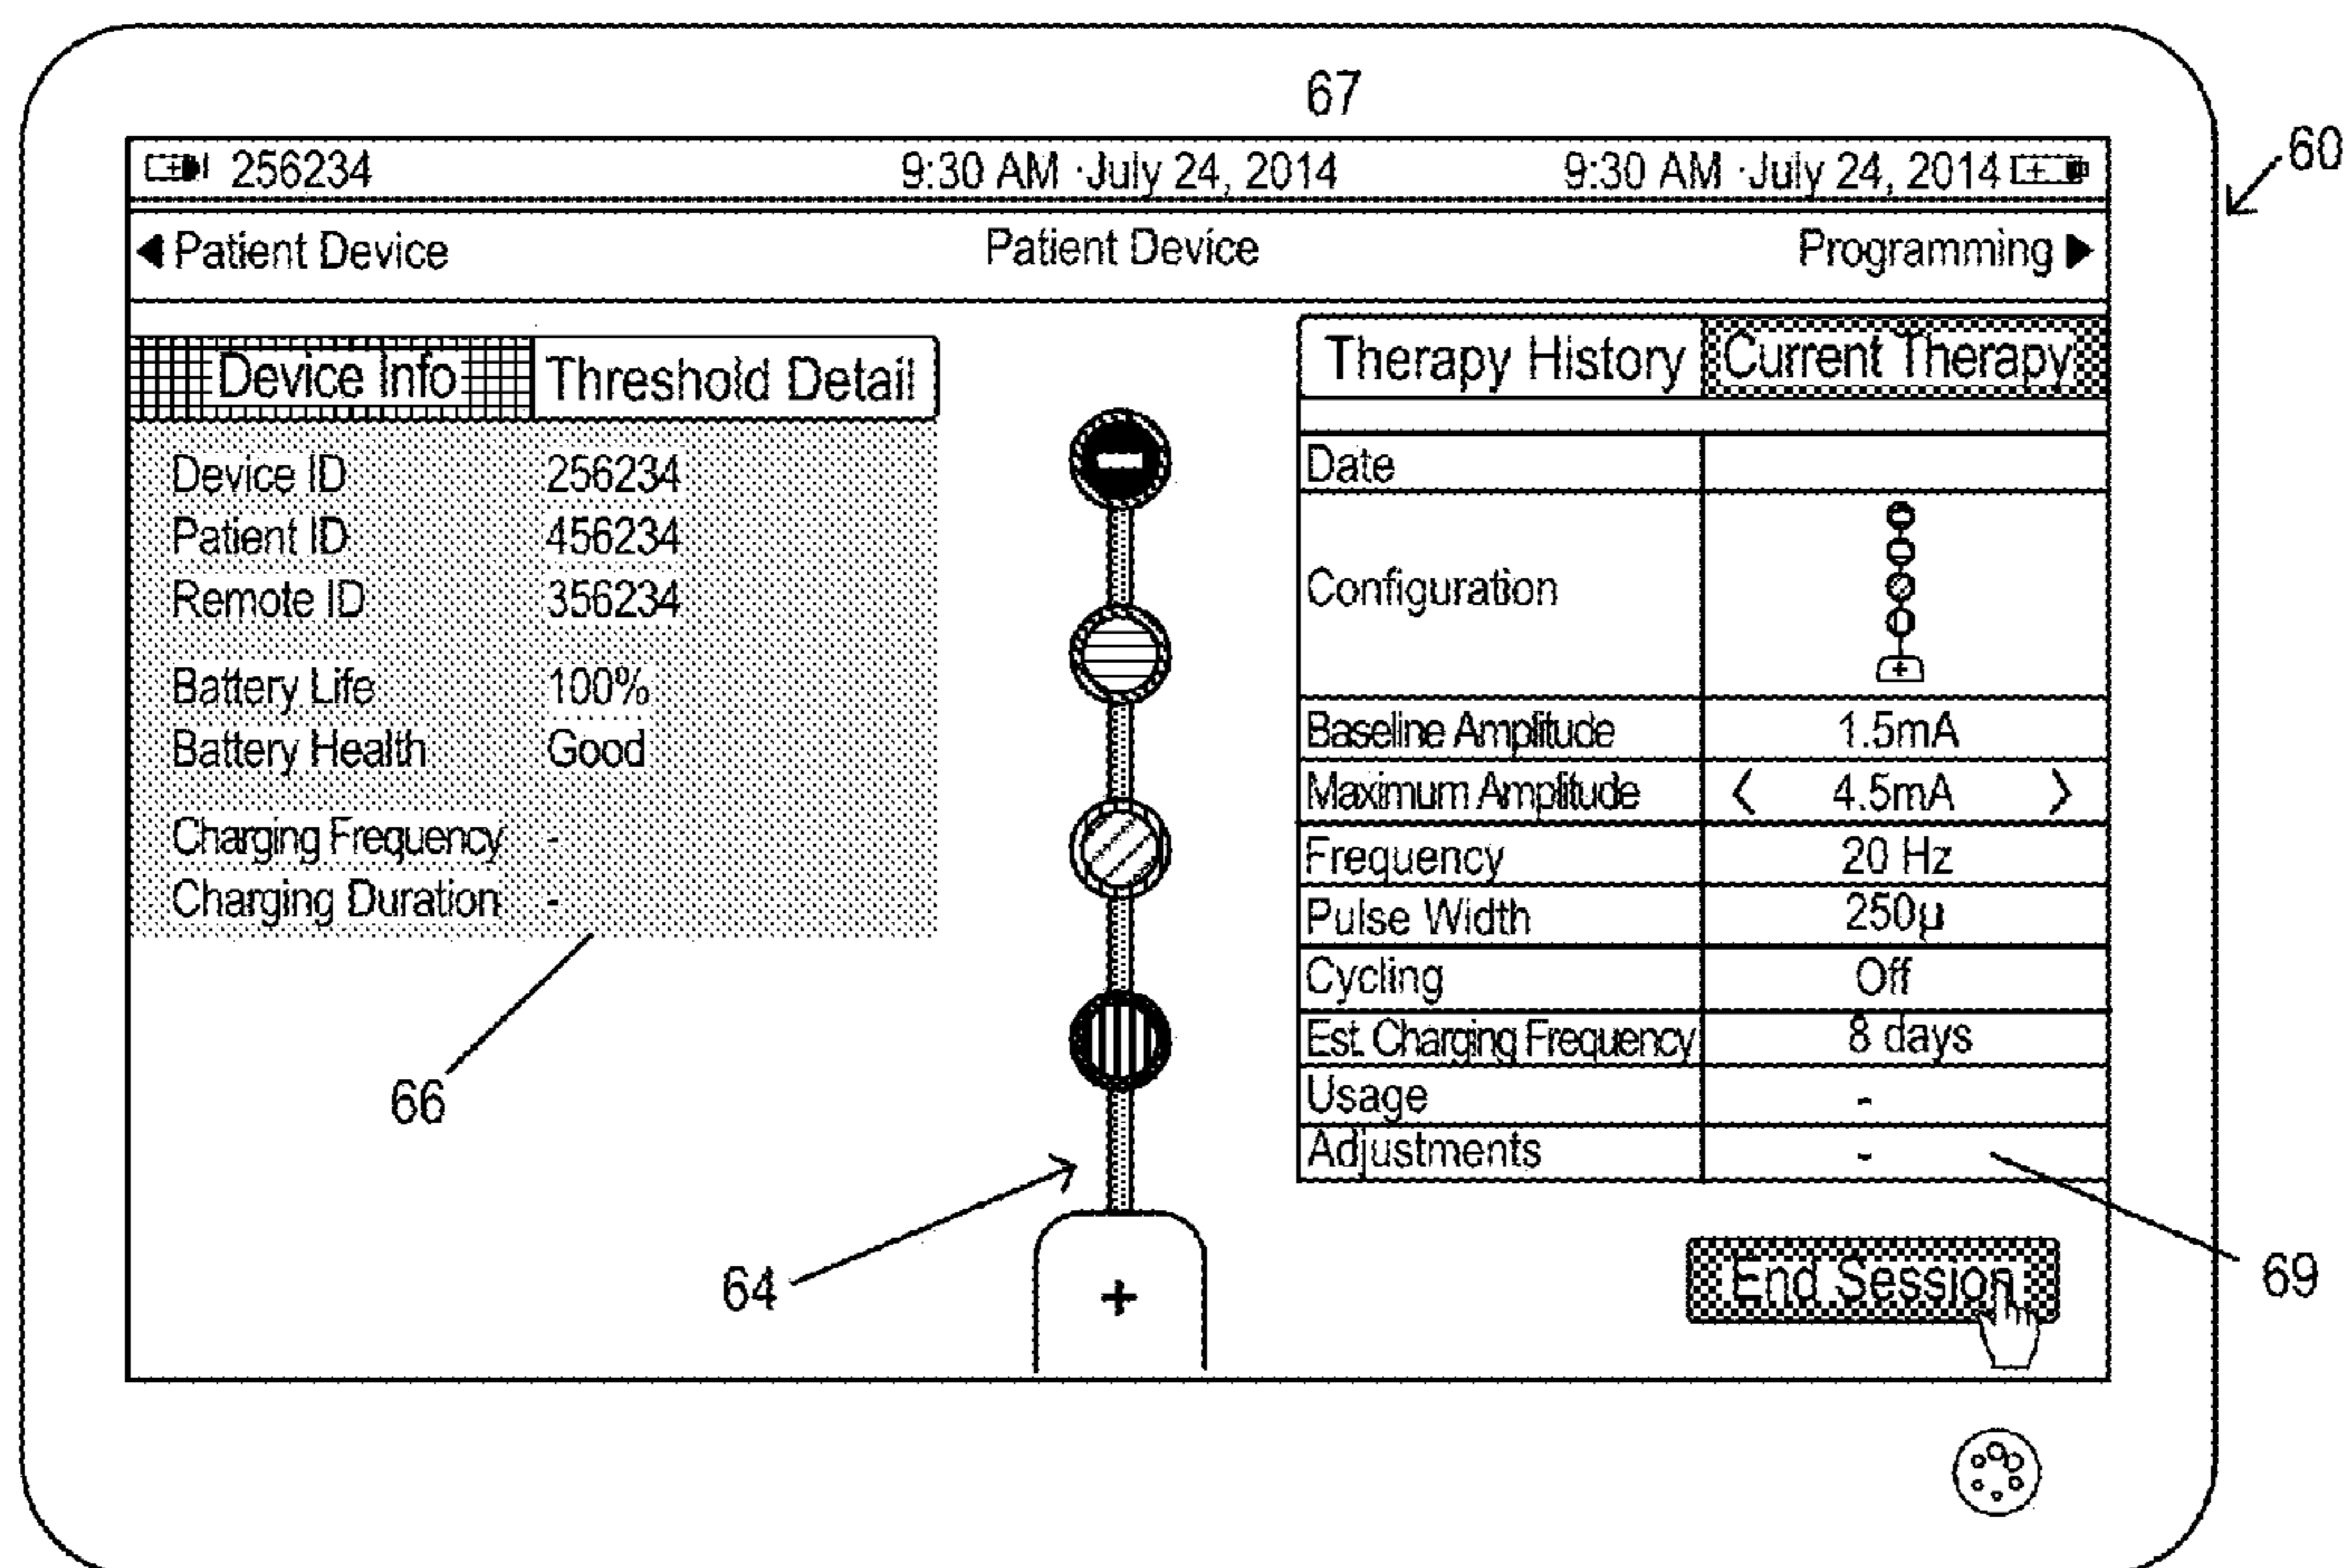 67
60
256234 9:30 AM ·July 24, 2014 9:30 AM ·July 24, 2014
Patient Device Patient Device Programming
Device Info Threshold Detail
Device ID 256234
Patient ID 456234
Remote ID 356234
Battery Life 100%
Battery Health Good
Charging Frequency -
Charging Duration -
66
64
+
Therapy History Current Therapy
Date
Configuration
+
Baseline Amplitude 1.5mA
Maximum Amplitude < 4.5mA >
Frequency 20 Hz
Pulse Width 250µ
Cycling Off
Est. Charging Frequency 8 days
Usage -
Adjustments -
69
End Session